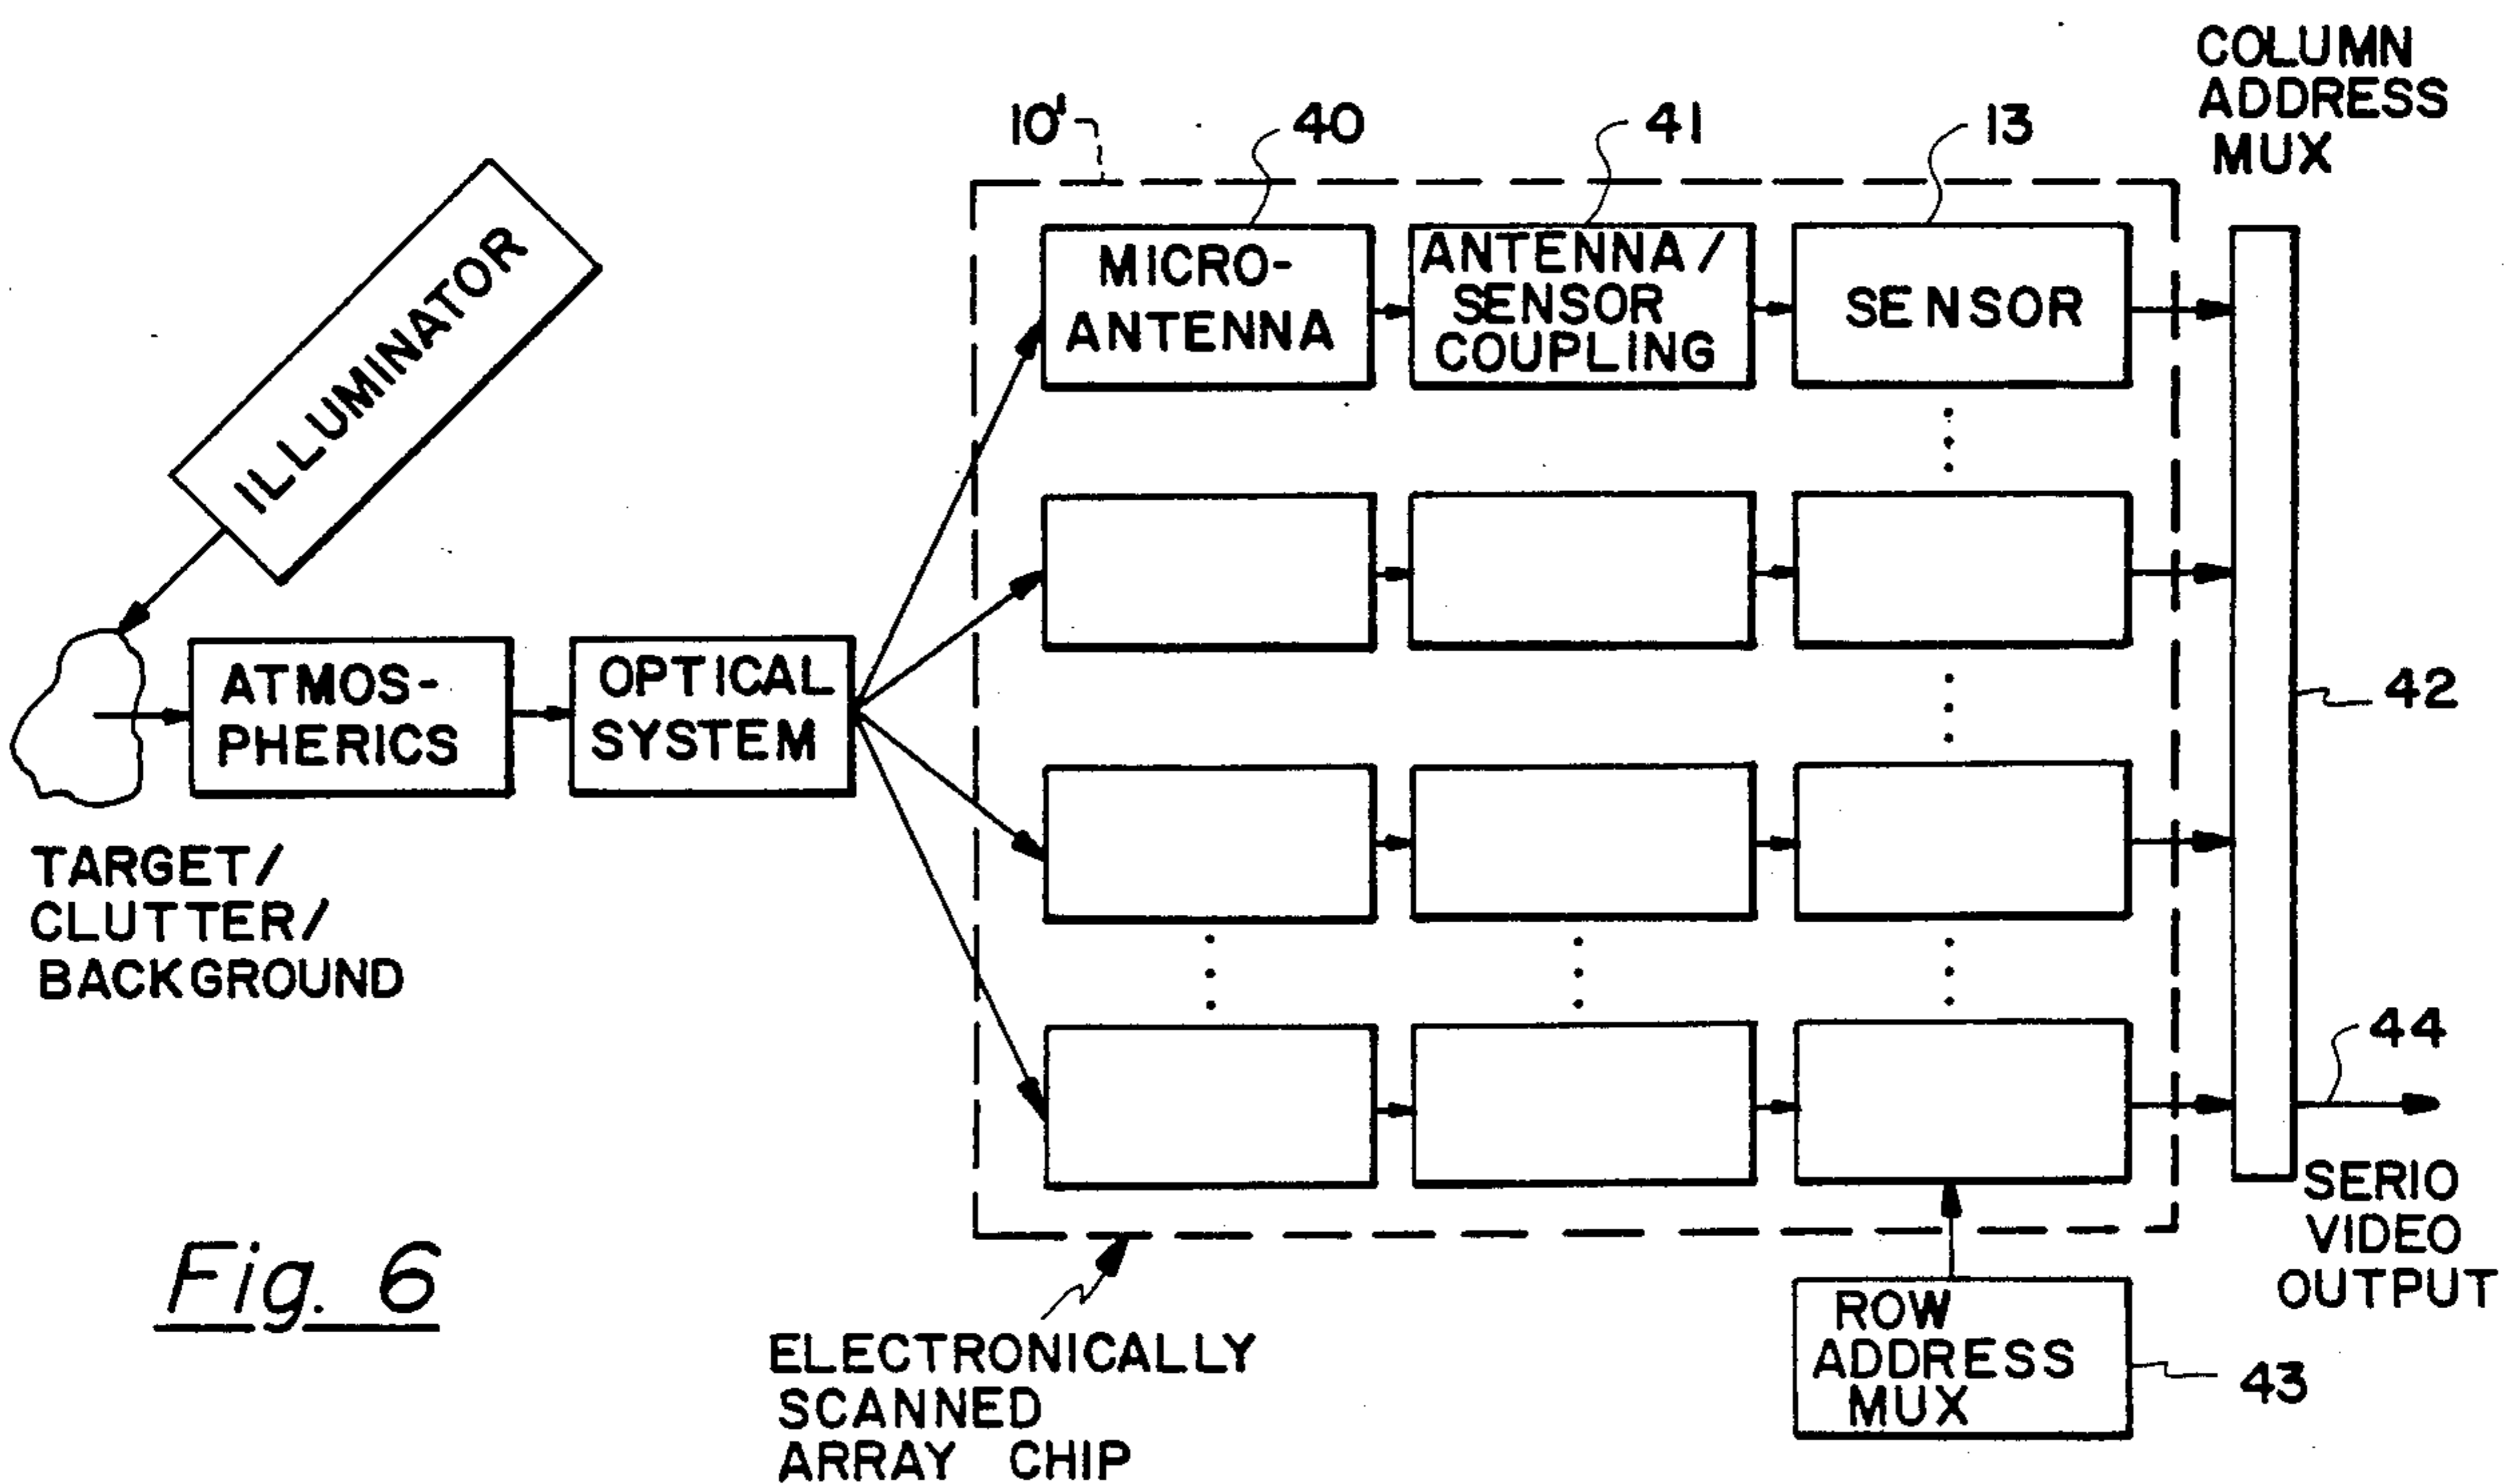 COLUMN
ADDRESS
MUX
10'
40
41
13
ILLUMINATOR
MICRO-
ANTENNA
ANTENNA/
SENSOR
COUPLING
SENSOR
ATMOS-
PHERICS
OPTICAL
SYSTEM
42
TARGET/
CLUTTER/
BACKGROUND
44
SERIO
VIDEO
OUTPUT
Fig. 6
ELECTRONICALLY
SCANNED
ARRAY CHIP
ROW
ADDRESS
MUX
43